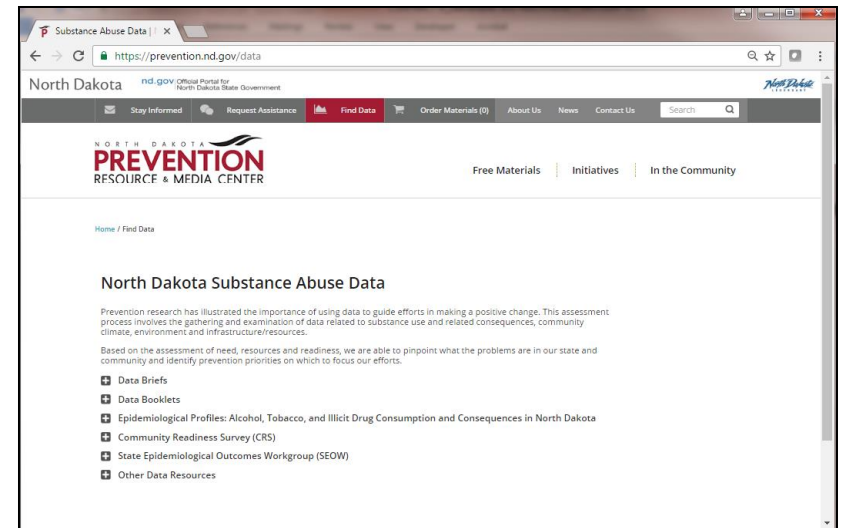 Substance Abuse Data |
https://prevention.nd.gov/data
North Dakota nd.gov Official Portal for North Dakota State Government
North Dakota
LEGENDARY
Stay Informed Request Assistance Find Data Order Materials (0) About Us News Contact Us Search
NORTH DAKOTA
PREVENTION
RESOURCE & MEDIA CENTER
Free Materials Initiatives In the Community
Home / Find Data
North Dakota Substance Abuse Data
Prevention research has illustrated the importance of using data to guide efforts in making a positive change. This assessment
process involves the gathering and examination of data related to substance use and related consequences, community
climate, environment and infrastructure/resources.
Based on the assessment of need, resources and readiness, we are able to pinpoint what the problems are in our state and
community and identify prevention priorities on which to focus our efforts.
Data Briefs
Data Booklets
Epidemiological Profiles: Alcohol, Tobacco, and Illicit Drug Consumption and Consequences in North Dakota
Community Readiness Survey (CRS)
State Epidemiological Outcomes Workgroup (SEOW)
Other Data Resources